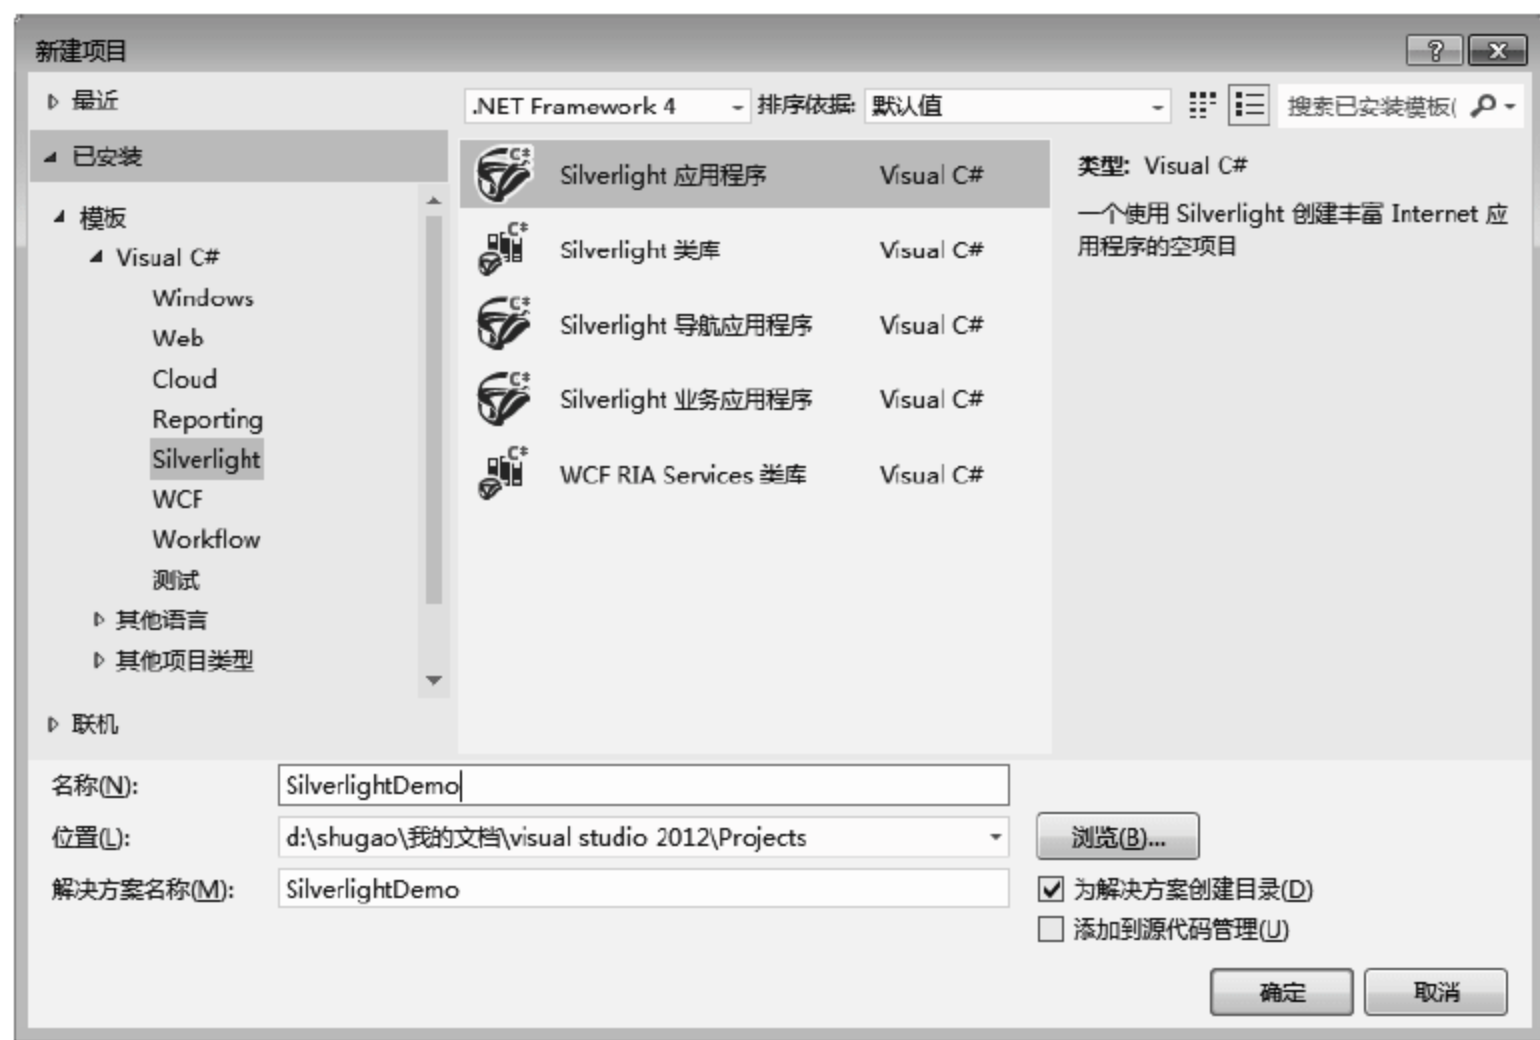 新建项目
最近
.NET Framework 4 排序依据: 默认值 搜索已安装模板(
已安装
模板
Visual C#
Windows
Web
Cloud
Reporting
Silverlight
WCF
Workflow
测试
其他语言
其他项目类型
联机
Silverlight 应用程序 Visual C#
Silverlight 类库 Visual C#
Silverlight 导航应用程序 Visual C#
Silverlight 业务应用程序 Visual C#
WCF RIA Services 类库 Visual C#
类型: Visual C#
一个使用 Silverlight 创建丰富 Internet 应
用程序的空项目
名称(N): SilverlightDemo
位置(L): d:\shugao\我的文档\visual studio 2012\Projects 浏览(B)...
解决方案名称(M): SilverlightDemo
为解决方案创建目录(D)
添加到源代码管理(U)
确定 取消